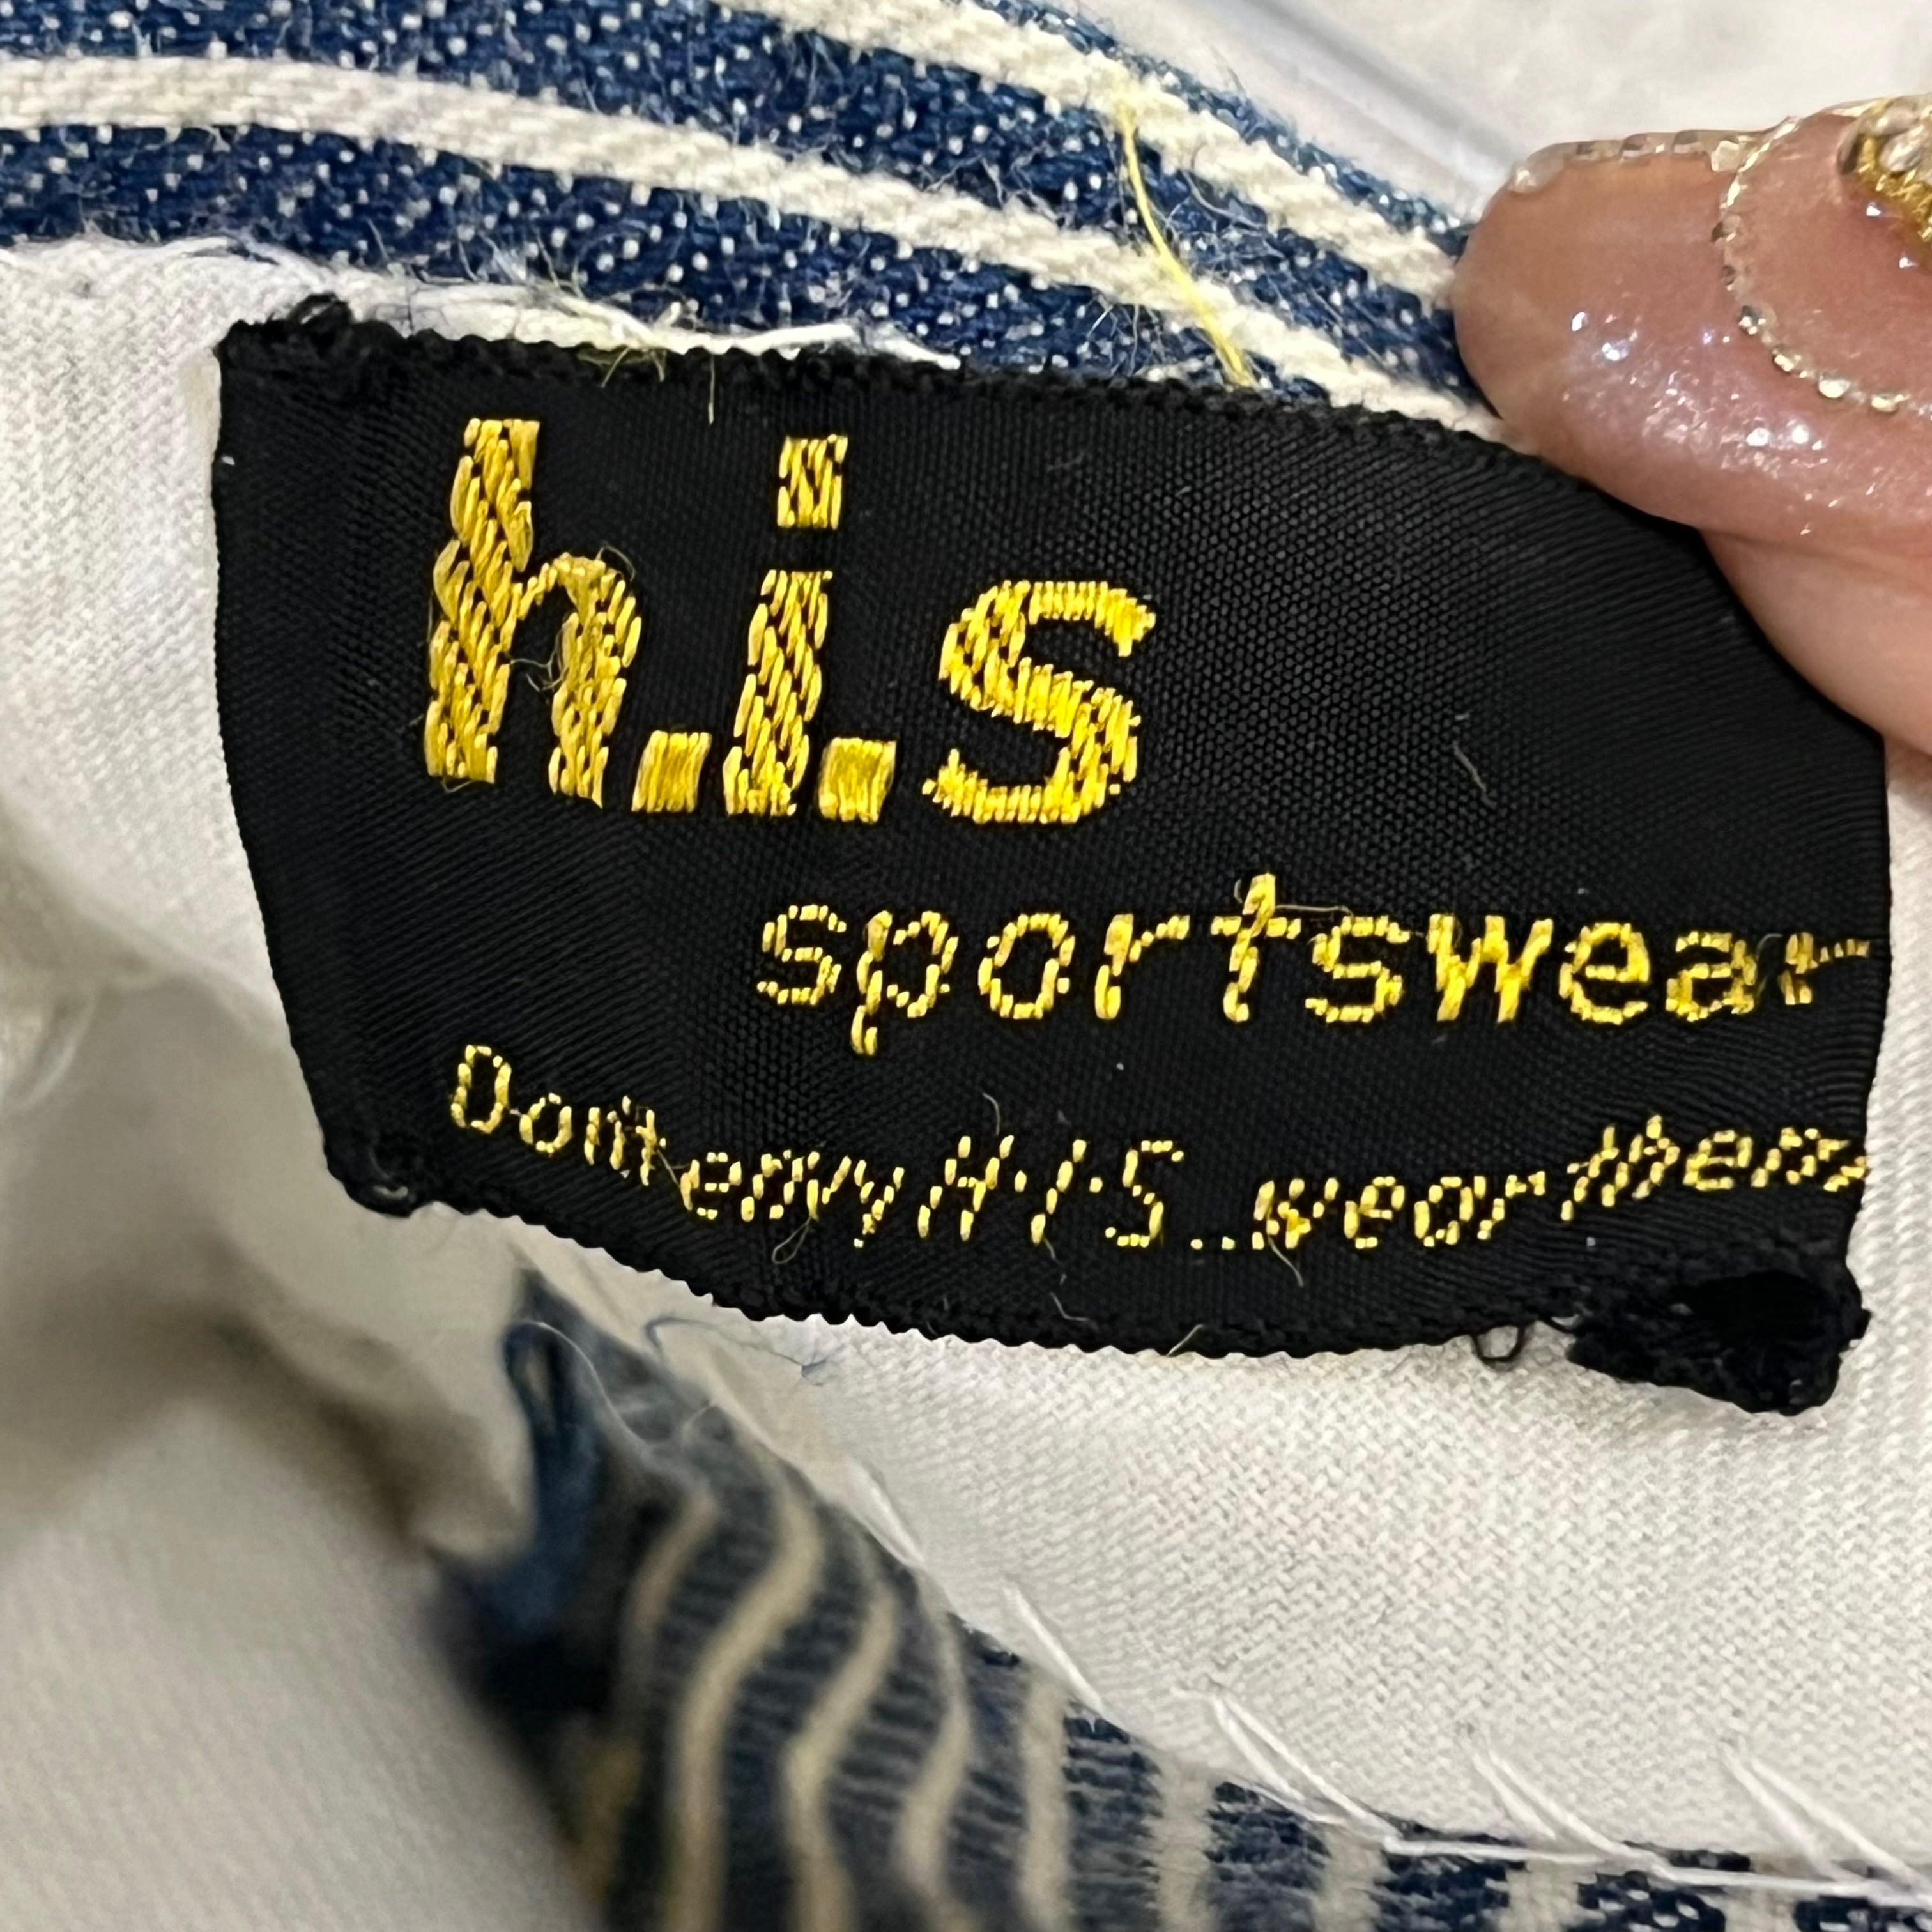 h.i.s
sportswear
Don't envy H·I·S...wear them